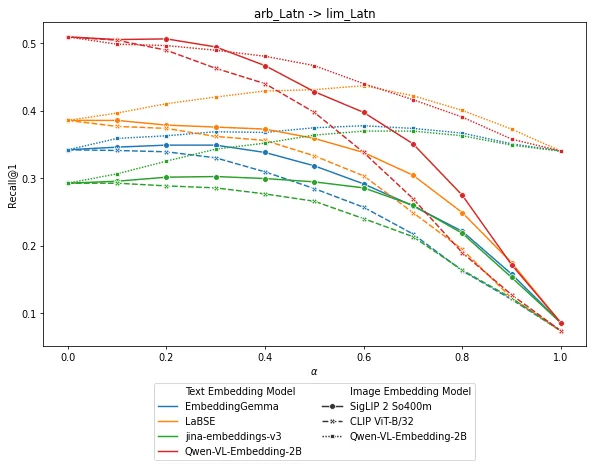 arb_Latn -> lim_Latn
Recall@1
0.5
0.4
0.3
0.2
0.1
0.0 0.2 0.4 0.6 0.8 1.0
α
Text Embedding Model Image Embedding Model
EmbeddingGemma SigLIP 2 So400m
LaBSE CLIP ViT-B/32
jina-embeddings-v3 Qwen-VL-Embedding-2B
Qwen-VL-Embedding-2B